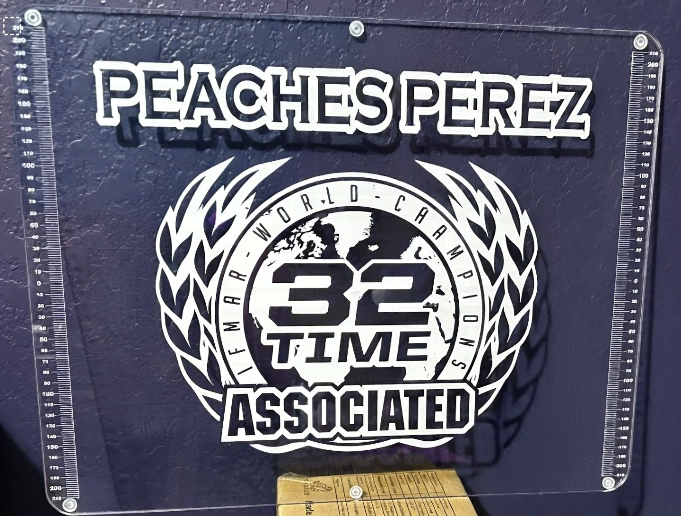 PEACHES PEREZ
IFMAR-WORLD-CHAMPIONS
32
TIME
ASSOCIATED